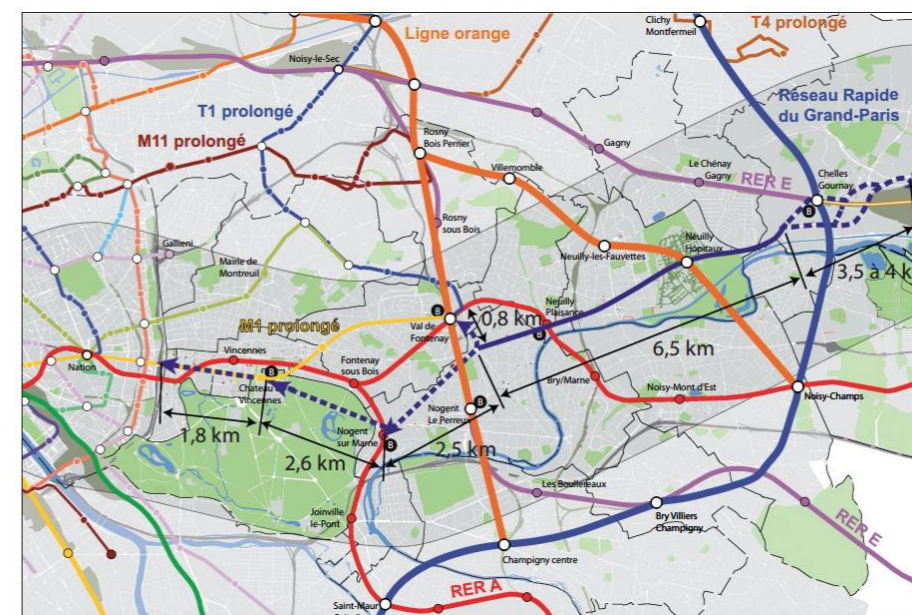 Clichy
Montfermeil
T4 prolongé
Ligne orange
Noisy-le-Sec
Réseau Rapide
du Grand-Paris
T1 prolongé
M11 prolongé
Rosny
Bois Perrier
Villemomble
Gagny
Le Chénay
Gagny
RER E
Chelles
Gournay
B
Rosny
sous Bois
Gallieni
Mairie de
Montreuil
Neuilly
Hôpitaux
Neuilly-les-Fauvettes
3,5 à 4 k
M1 prolongé
B
Val de
Fontenay
0,8 km
Neuilly
Plaisance
B
6,5 km
Nation
Vincennes
Fontenay
sous Bois
B
Chateau
Vincennes
Bry/Marne
Noisy-Mont d'Est
Noisy-Champs
Nogent
Le Perreux
B
1,8 km
Nogent
sur Marne
B
2,6 km
2,5 km
Les Boullereaux
Joinville
le-Pont
Bry Villiers
Champigny
RER E
Champigny centre
RER A
Saint-Maur